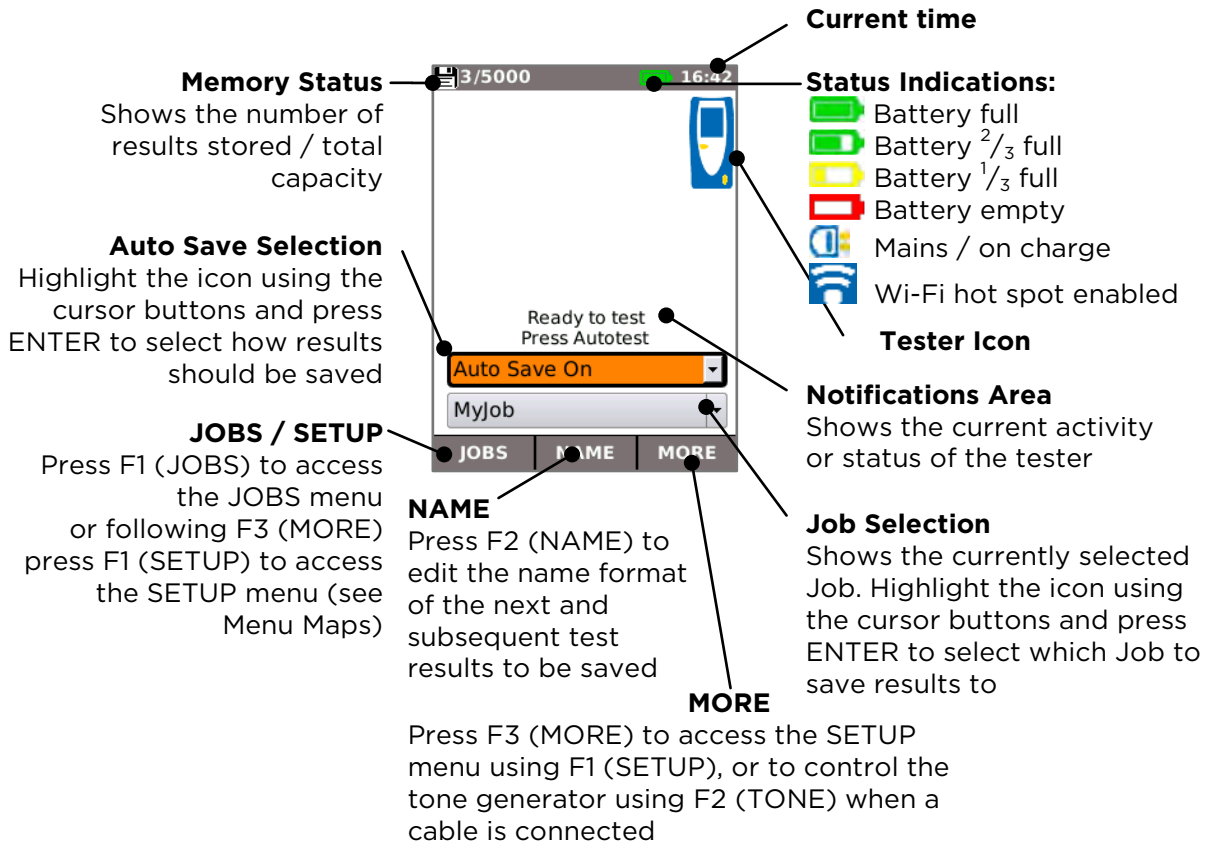 Current time
3/5000
16:42
Memory Status
Shows the number of
results stored / total
capacity
Status Indications:
Battery full
Battery 2/3 full
Battery 1/3 full
Battery empty
Mains / on charge
Wi-Fi hot spot enabled
Auto Save Selection
Highlight the icon using the
cursor buttons and press
ENTER to select how results
should be saved
Ready to test
Press Autotest
Auto Save On
MyJob
JOBS
NAME
MORE
Tester Icon
Notifications Area
Shows the current activity
or status of the tester
JOBS / SETUP
Press F1 (JOBS) to access
the JOBS menu
or following F3 (MORE)
press F1 (SETUP) to access
the SETUP menu (see
Menu Maps)
NAME
Press F2 (NAME) to
edit the name format
of the next and
subsequent test
results to be saved
Job Selection
Shows the currently selected
Job. Highlight the icon using
the cursor buttons and press
ENTER to select which Job to
save results to
MORE
Press F3 (MORE) to access the SETUP
menu using F1 (SETUP), or to control the
tone generator using F2 (TONE) when a
cable is connected